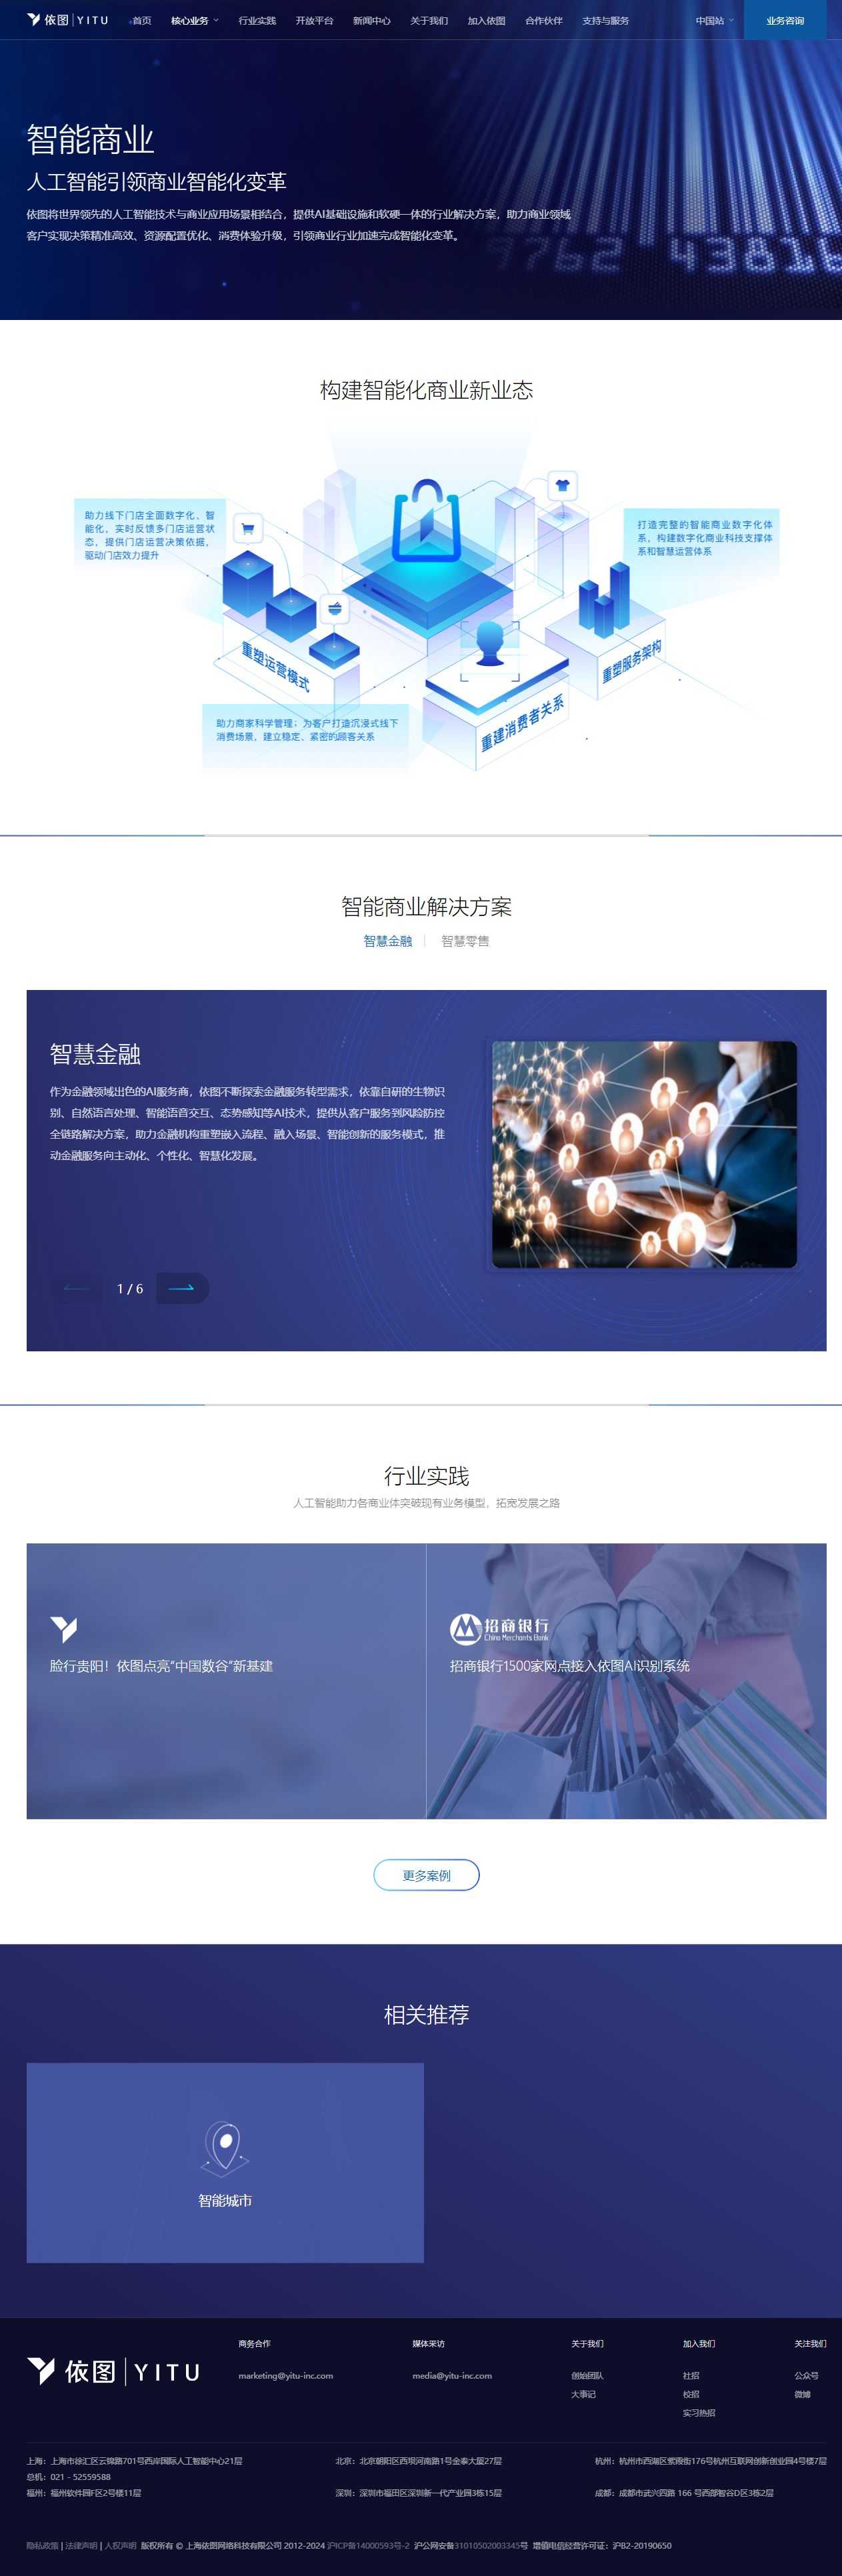 依图 YITU 首页 核心业务 行业实践 开放平台 新闻中心 关于我们 加入依图 合作伙伴 支持与服务 中国站 业务咨询
智能商业
人工智能引领商业智能化变革
依图将世界领先的人工智能技术与商业应用场景相结合，提供AI基础设施和软硬一体的行业解决方案，助力商业领域
客户实现决策精准高效、资源配置优化、消费体验升级，引领商业行业加速完成智能化变革。
9762 43616
构建智能化商业新业态
助力线下门店全面数字化、智
能化，实时反馈多门店运营状
态，提供门店运营决策依据，
驱动门店效力提升
打造完整的智能商业数字化体
系，构建数字化商业科技支撑体
系和智慧运营体系
重塑运营模式
重塑服务架构
重建消费者关系
助力商家科学管理；为客户打造沉浸式线下
消费场景，建立稳定、紧密的顾客关系
智能商业解决方案
智慧金融 智慧零售
智慧金融
作为金融领域出色的AI服务商，依图不断探索金融服务转型需求，依靠自研的生物识
别、自然语言处理、智能语音交互、态势感知等AI技术，提供从客户服务到风险防控
全链路解决方案，助力金融机构重塑嵌入流程、融入场景、智能创新的服务模式，推
动金融服务向主动化、个性化、智慧化发展。
1 / 6
行业实践
人工智能助力各商业体突破现有业务模型，拓宽发展之路
脸行贵阳！依图点亮“中国数谷”新基建
招商银行
China Merchants Bank
招商银行1500家网点接入依图AI识别系统
更多案例
相关推荐
智能城市
依图 YITU
商务合作 媒体采访 关于我们 加入我们 关注我们
marketing@yitu-inc.com media@yitu-inc.com 创始团队 社招 公众号
大事记 校招 微博
实习热招
上海：上海市徐汇区云锦路701号西岸国际人工智能中心21层 北京：北京朝阳区西坝河南路1号金泰大厦27层 杭州：杭州市西湖区紫霞街176号杭州互联网创新创业园4号楼7层
总机：021 - 52559588
福州：福州软件园F区2号楼11层 深圳：深圳市福田区深圳新一代产业园3栋15层 成都：成都市武兴四路 166 号西部智谷D区3栋2层
隐私政策 | 法律声明 | 人权声明 版权所有 © 上海依图网络科技有限公司 2012-2024 沪ICP备14000593号-2 沪公网安备31010502003345号 增值电信经营许可证：沪B2-20190650